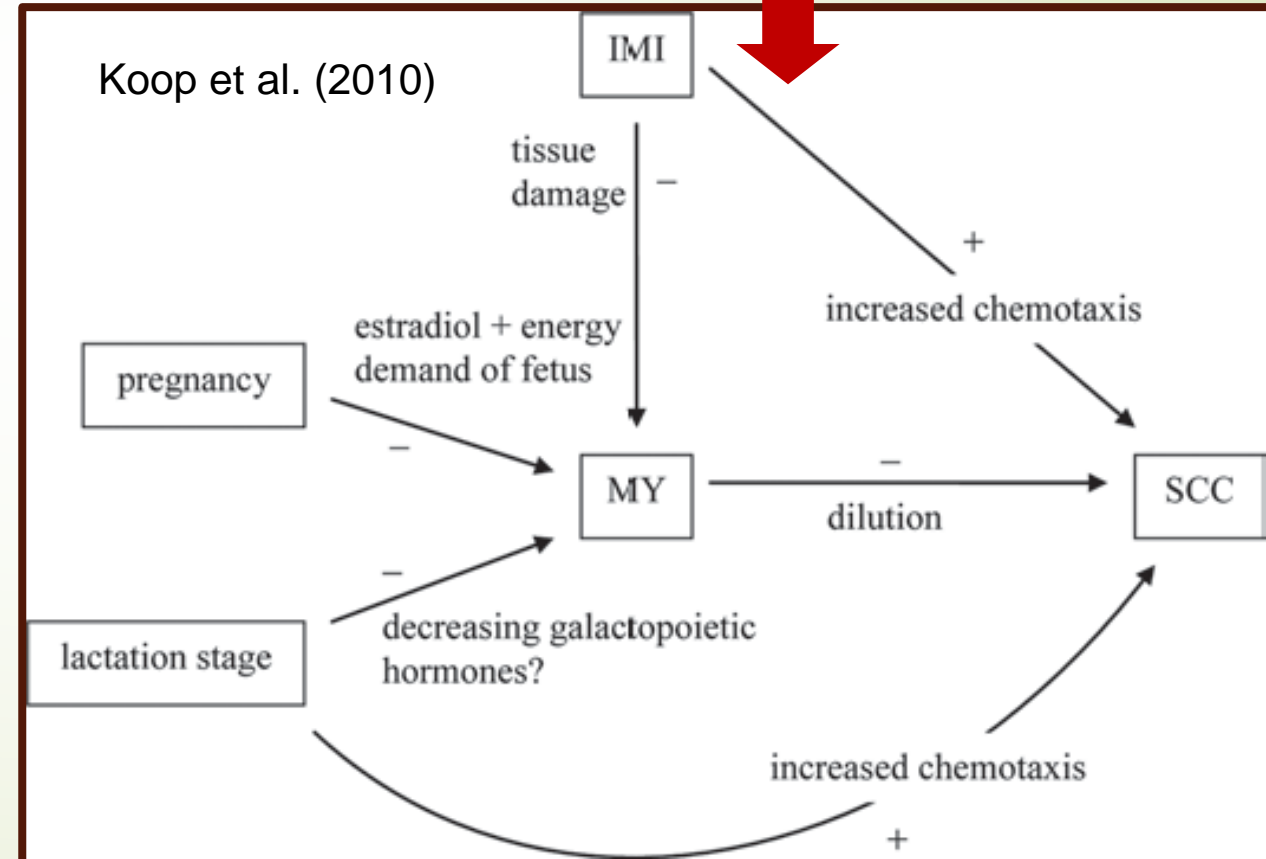 Koop et al. (2010)
IMI
tissue
damage
–
+
increased chemotaxis
estradiol + energy
demand of fetus
pregnancy
–
MY
–
dilution
SCC
–
decreasing galactopoietic
hormones?
lactation stage
increased chemotaxis
+